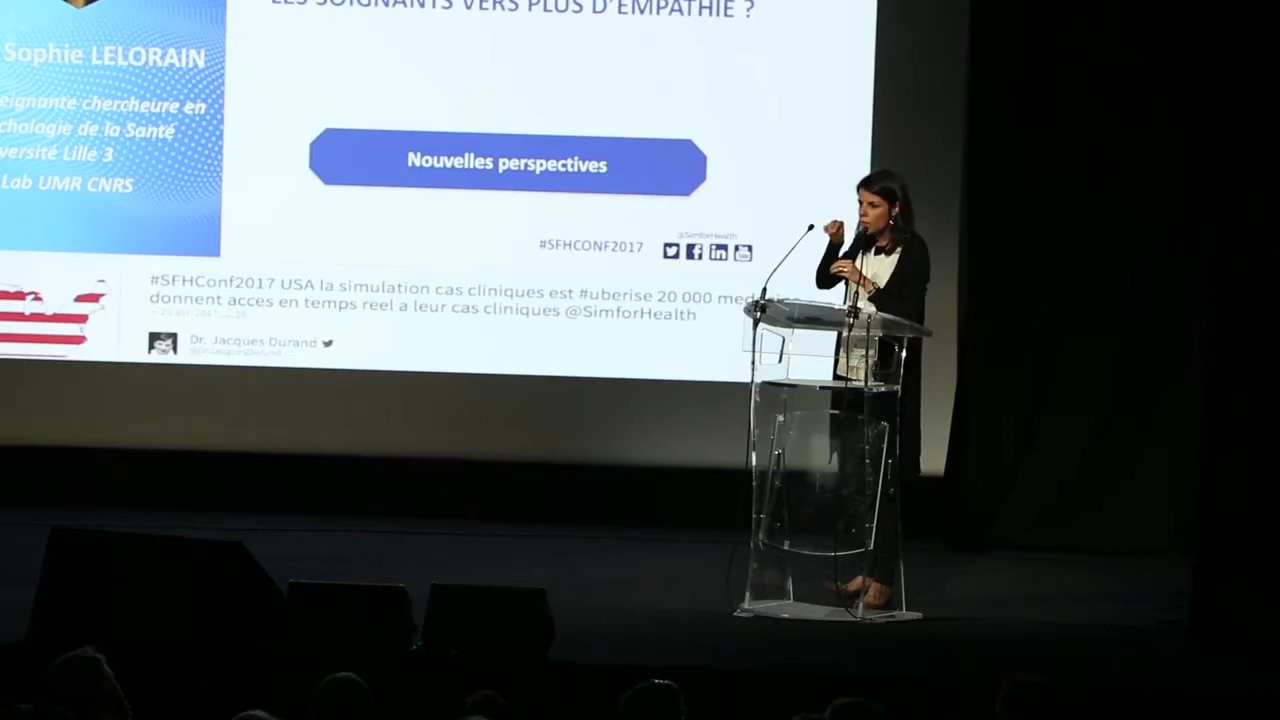 LES SOIGNANTS VERS PLUS D'EMPATHIE ?
Sophie LELORAIN
eignante chercheure en
chologie de la Santé
versité Lille 3
Lab UMR CNRS
Nouvelles perspectives
@SimforHealth
#SFHCONF2017
#SFHConf2017 USA la simulation cas cliniques est #uberise 20 000 med
donnent acces en temps reel a leur cas cliniques @SimforHealth
Dr. Jacques Durand
@DrJacquesDurand